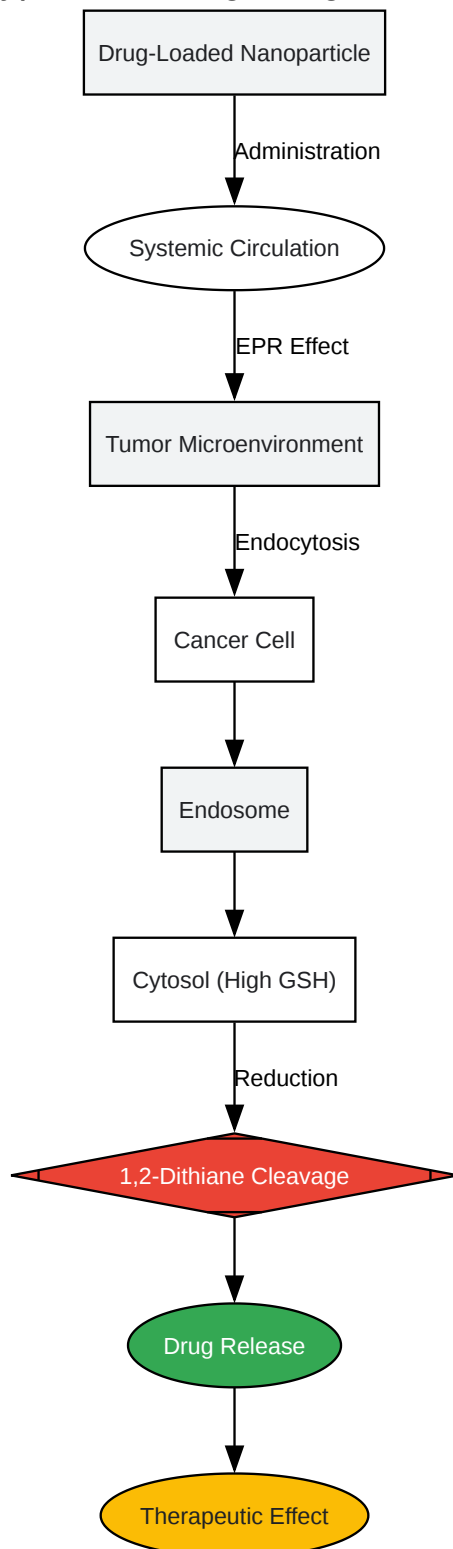 Drug-Loaded Nanoparticle
Administration
Systemic Circulation
EPR Effect
Tumor Microenvironment
Endocytosis
Cancer Cell
Endosome
Cytosol (High GSH)
Reduction
1,2-Dithiane Cleavage
Drug Release
Therapeutic Effect